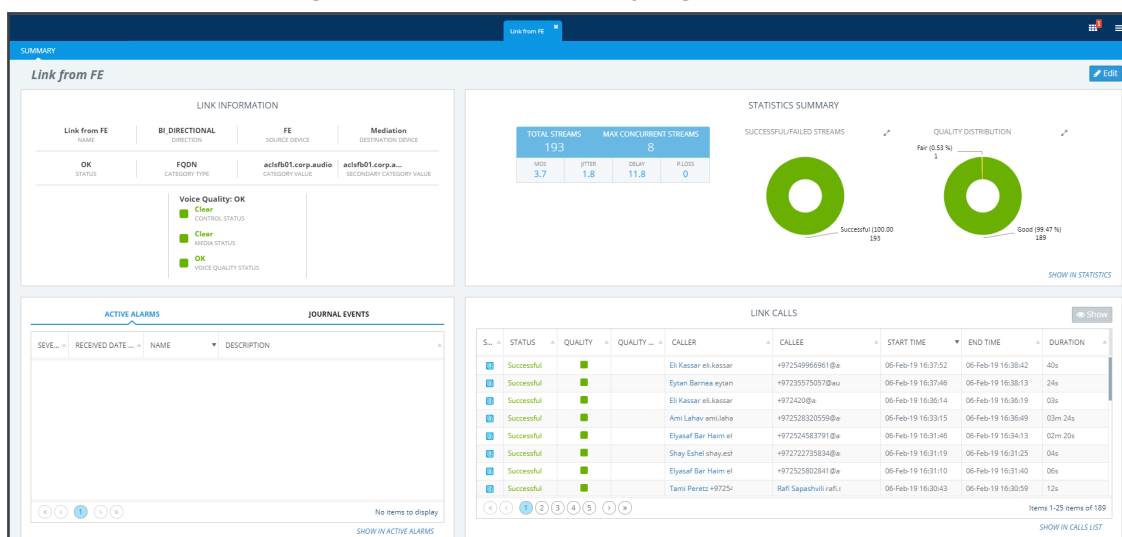 Link from FE ×
1
SUMMARY
Link from FE
Edit
LINK INFORMATION
Link from FE BI_DIRECTIONAL FE Mediation
NAME DIRECTION SOURCE DEVICE DESTINATION DEVICE
OK FQDN aclsfb01.corp.audio aclsfb01.corp.a...
STATUS CATEGORY TYPE CATEGORY VALUE SECONDARY CATEGORY VALUE
Voice Quality: OK
Clear
CONTROL STATUS
Clear
MEDIA STATUS
OK
VOICE QUALITY STATUS
STATISTICS SUMMARY
TOTAL STREAMS MAX CONCURRENT STREAMS
193 8
MOS JITTER DELAY P.LOSS
3.7 1.8 11.8 0
SUCCESSFUL/FAILED STREAMS
Successful (100.00
193
QUALITY DISTRIBUTION
Fair (0.53 %)
1
Good (99.47 %)
189
SHOW IN STATISTICS
ACTIVE ALARMS JOURNAL EVENTS
SEVE... RECEIVED DATE ... NAME DESCRIPTION
1
No items to display
SHOW IN ACTIVE ALARMS
LINK CALLS
Show
S... STATUS QUALITY QUALITY ... CALLER CALLEE START TIME END TIME DURATION
Successful Eli Kassar eli.kassar +972549966961@a 06-Feb-19 16:37:52 06-Feb-19 16:38:42 40s
Successful Eytan Barnea eytan +97235575057@au 06-Feb-19 16:37:46 06-Feb-19 16:38:13 24s
Successful Eli Kassar eli.kassar +972420@a 06-Feb-19 16:36:14 06-Feb-19 16:36:19 03s
Successful Ami Lahav ami.laha +972528320559@a 06-Feb-19 16:33:15 06-Feb-19 16:36:49 03m 24s
Successful Elyasaf Bar Haim el +972524583791@a 06-Feb-19 16:31:46 06-Feb-19 16:34:13 02m 20s
Successful Shay Eshel shay.esh +972722735834@a 06-Feb-19 16:31:19 06-Feb-19 16:31:25 04s
Successful Elyasaf Bar Haim el +972525802841@a 06-Feb-19 16:31:10 06-Feb-19 16:31:40 06s
Successful Tami Peretz +9725 Rafi Sapashvili rafi.s 06-Feb-19 16:30:43 06-Feb-19 16:30:59 12s
1 2 3 4 5
Items 1-25 items of 189
SHOW IN CALLS LIST